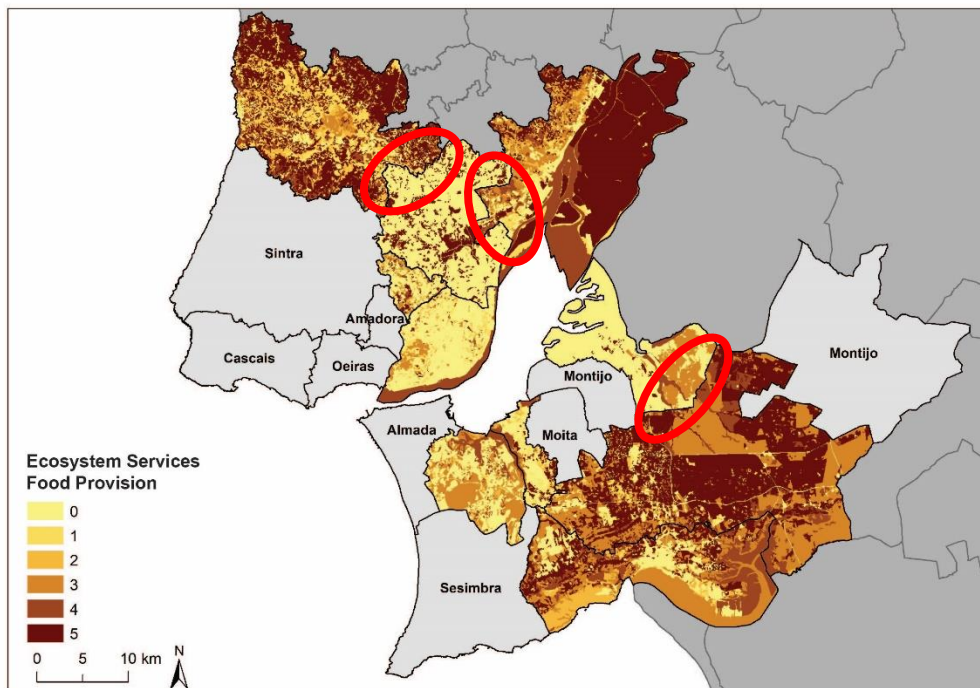 Sintra
Amadora
Cascais
Oeiras
Montijo
Montijo
Almada
Moita
Sesimbra
Ecosystem Services
Food Provision
0
1
2
3
4
5
0 5 10 km
N